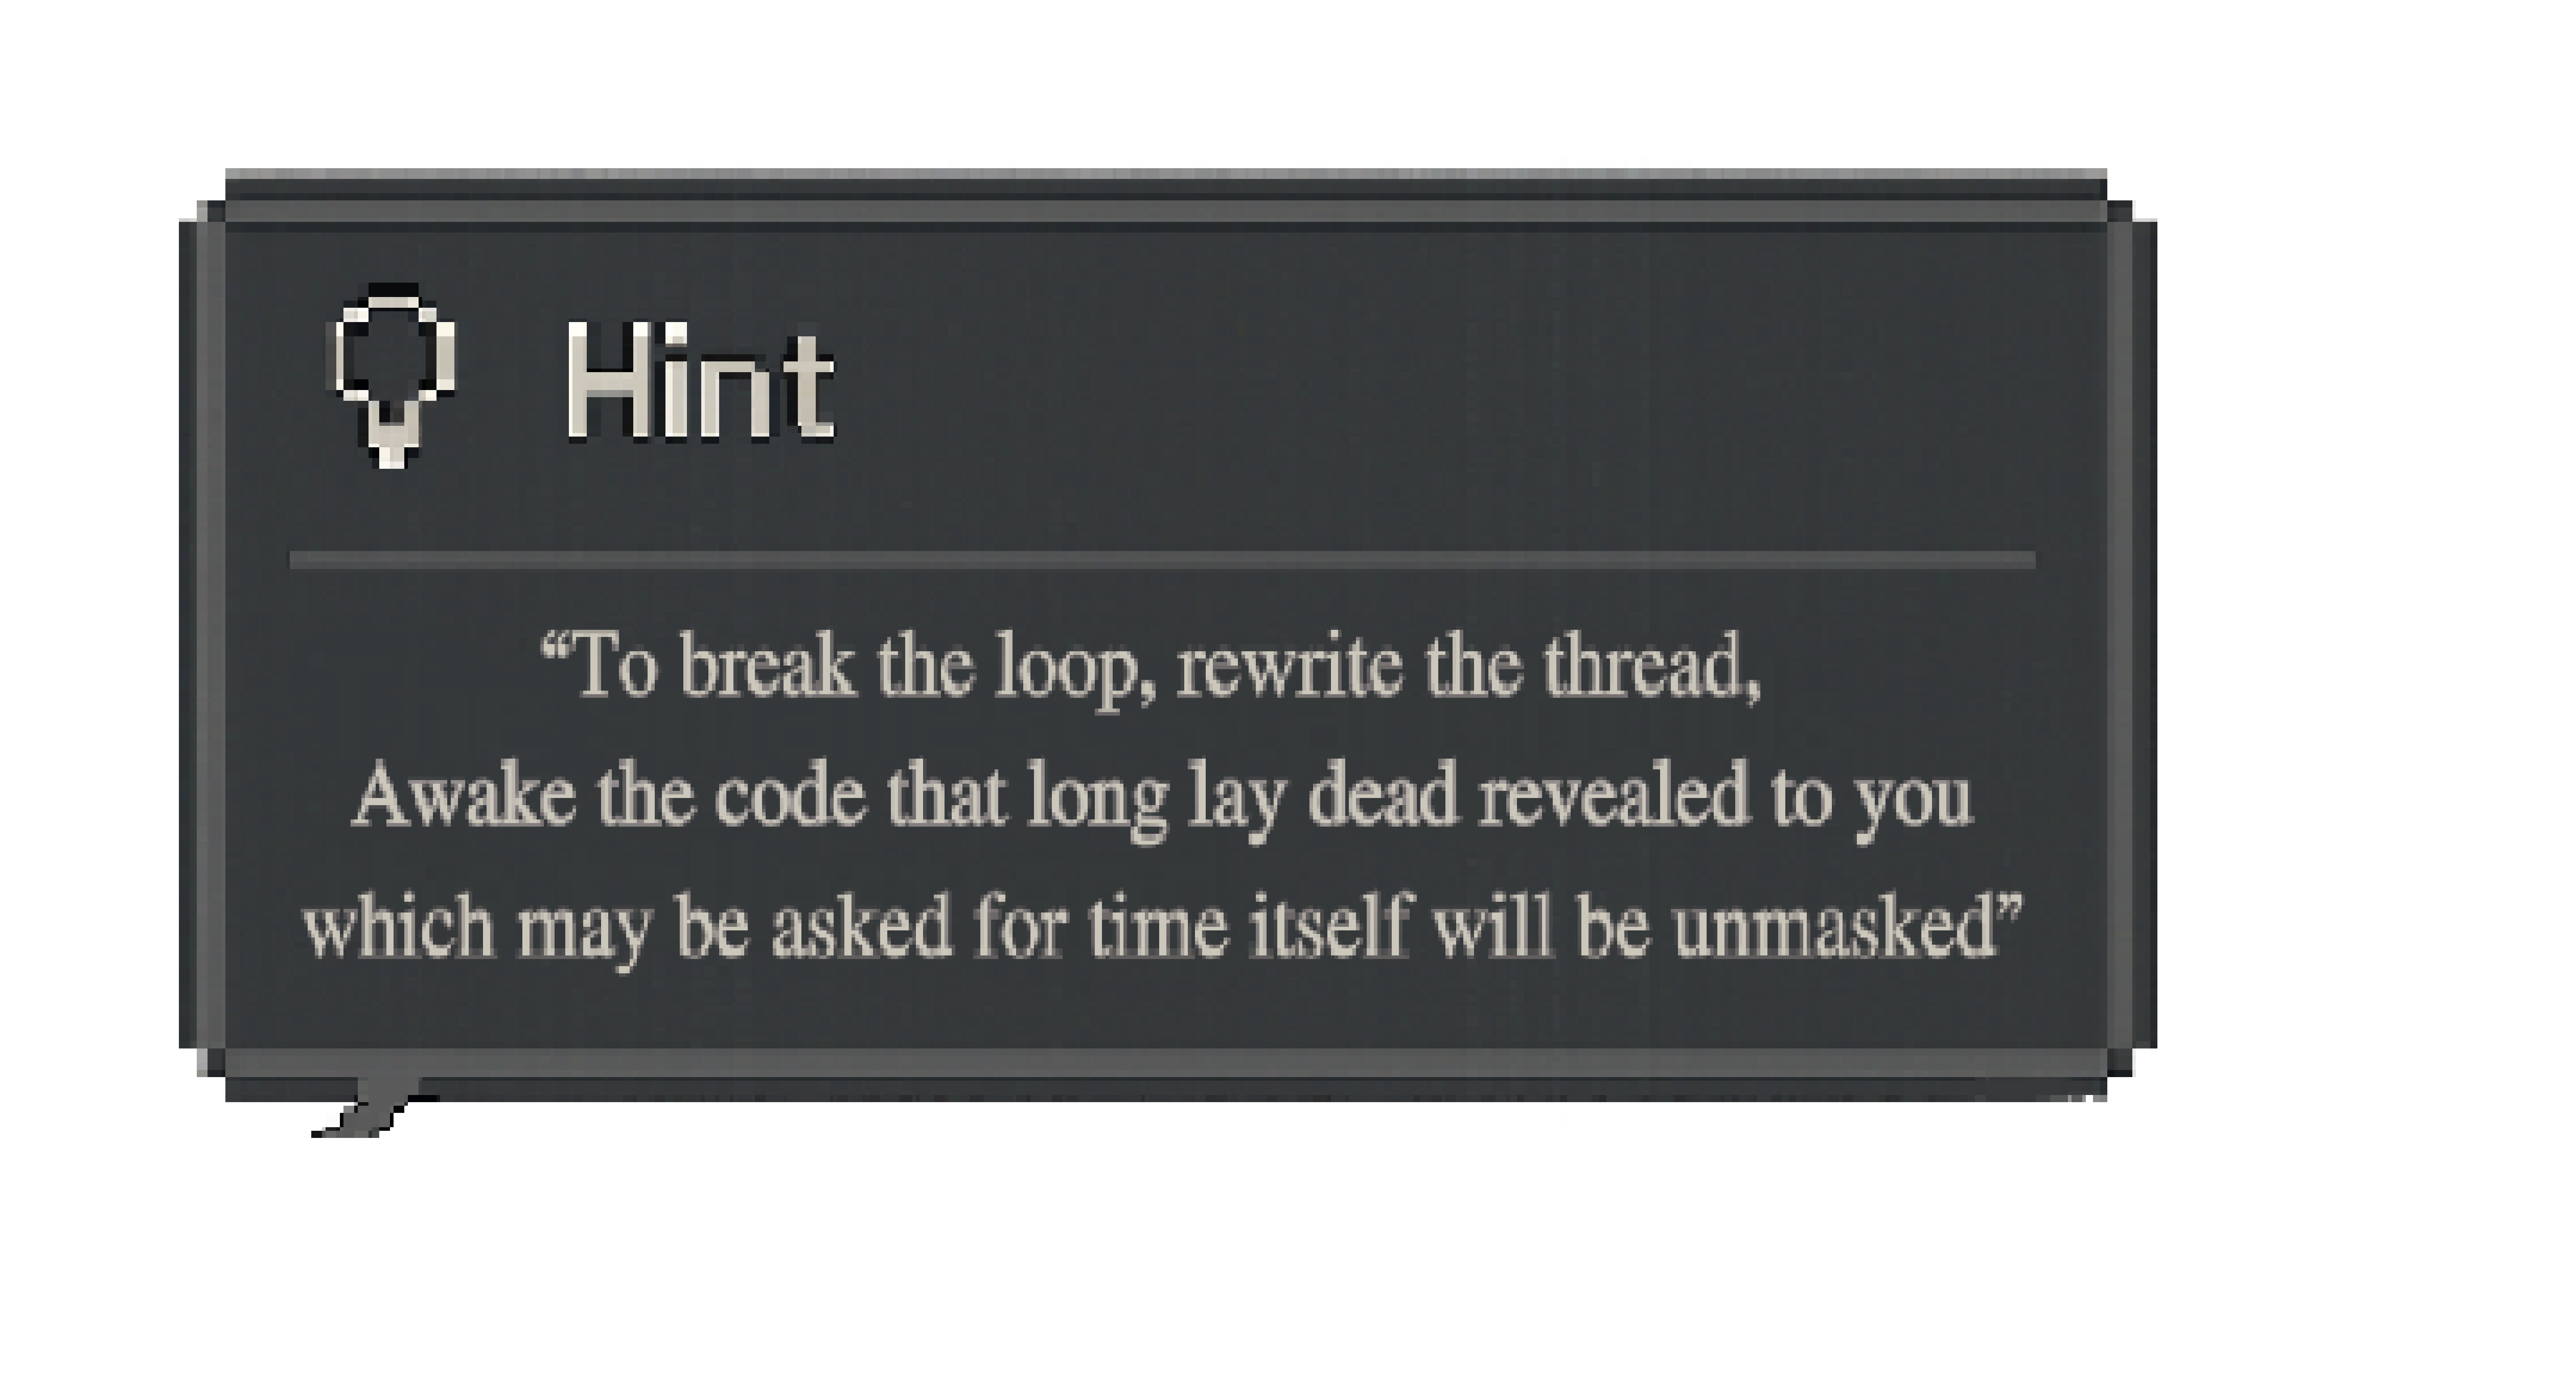 Hint
“To break the loop, rewrite the thread,
Awake the code that long lay dead revealed to you
which may be asked for time itself will be unmasked”